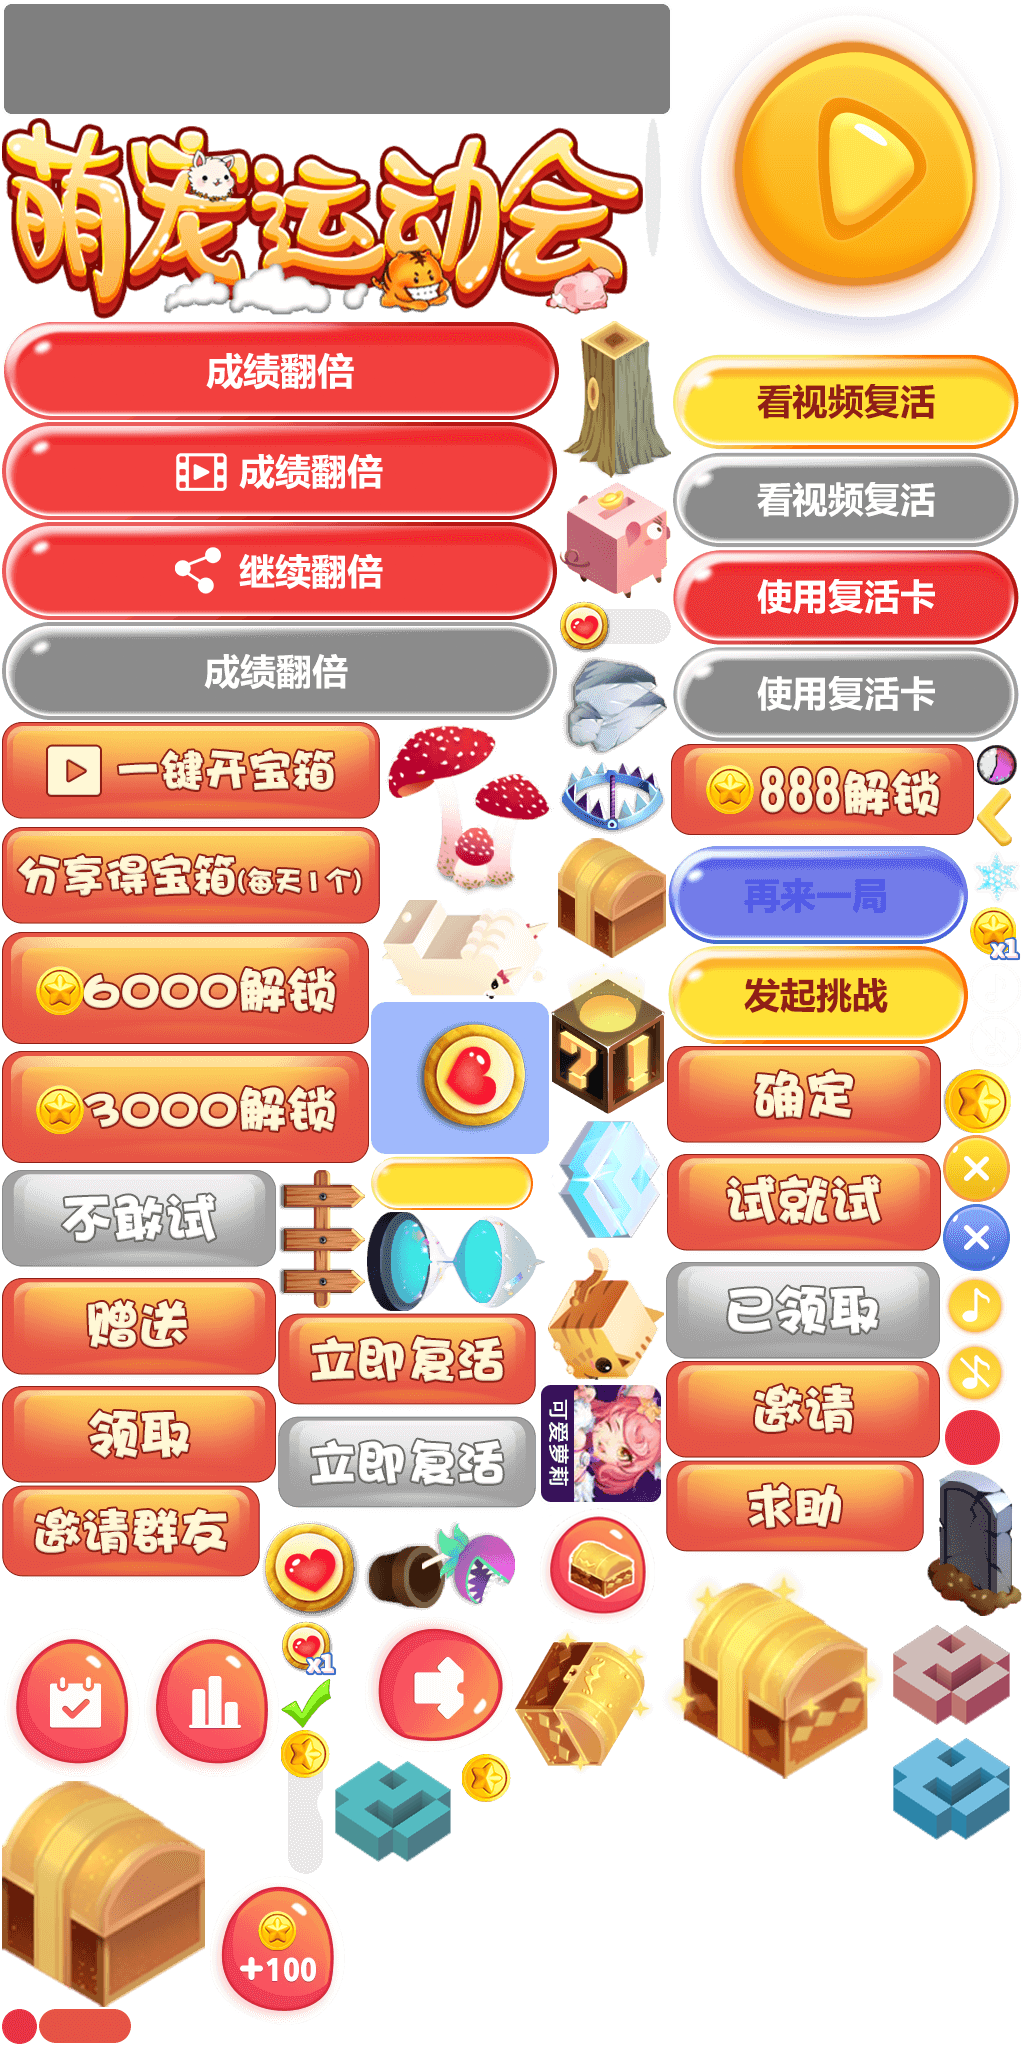 萌宠运动会
成绩翻倍
成绩翻倍
继续翻倍
成绩翻倍
看视频复活
看视频复活
使用复活卡
使用复活卡
一键开宝箱
888解锁
分享得宝箱(每天1个)
再来一局
x1
6000解锁
发起挑战
? !
3000解锁
确定
不敢试
试就试
赠送
已领取
立即复活
领取
邀请
可爱萝莉
立即复活
邀请群友
求助
x1
+100